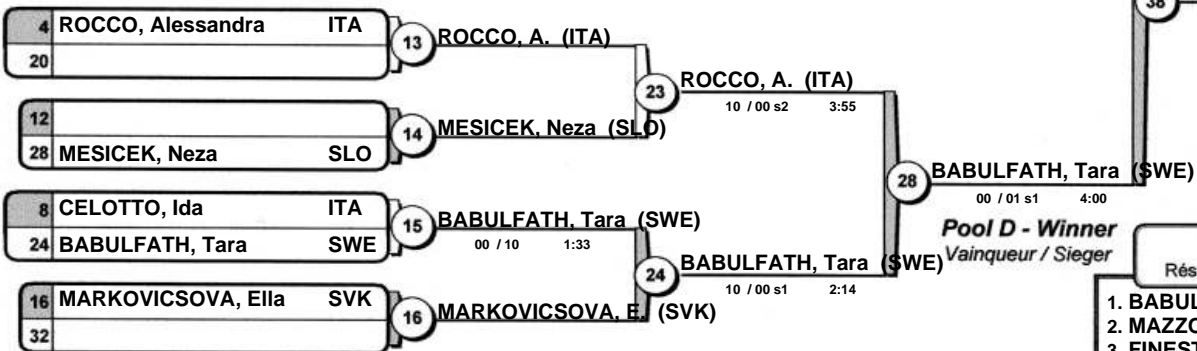 38
4 ROCCO, Alessandra ITA
20
13 ROCCO, A. (ITA)
23 ROCCO, A. (ITA)
10 / 00 s2 3:55
12
28 MESICEK, Neza SLO
14 MESICEK, Neza (SLO)
28 BABULFATH, Tara (SWE)
00 / 01 s1 4:00
8 CELOTTO, Ida ITA
24 BABULFATH, Tara SWE
15 BABULFATH, Tara (SWE)
00 / 10 1:33
Pool D - Winner
Vainqueur / Sieger
24 BABULFATH, Tara (SWE)
10 / 00 s1 2:14
16 MARKOVICSOVA, Ella SVK
32
16 MARKOVICSOVA, E. (SVK)
Rés
1. BABUL
2. MAZZO
3. FINEST